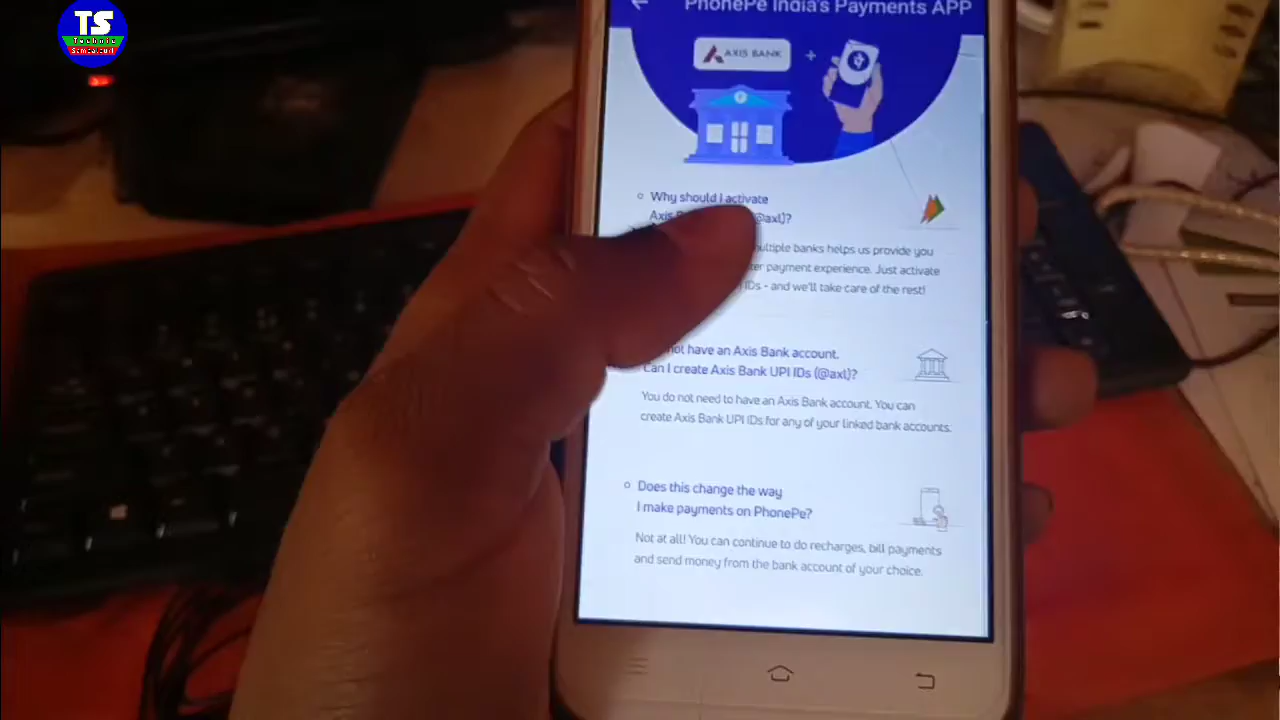 TS
Technic
PhonePe India's Payments APP
AXIS BANK
Why should I activate
Axis @axl)?
multiple banks helps us provide you
payment experience. Just activate
IDs - and we'll take care of the rest!
not have an Axis Bank account.
Can I create Axis Bank UPI IDs (@axl)?
You do not need to have an Axis Bank account. You can
create Axis Bank UPI IDs for any of your linked bank accounts.
Does this change the way
I make payments on PhonePe?
Not at all! You can continue to do recharges, bill payments
and send money from the bank account of your choice.